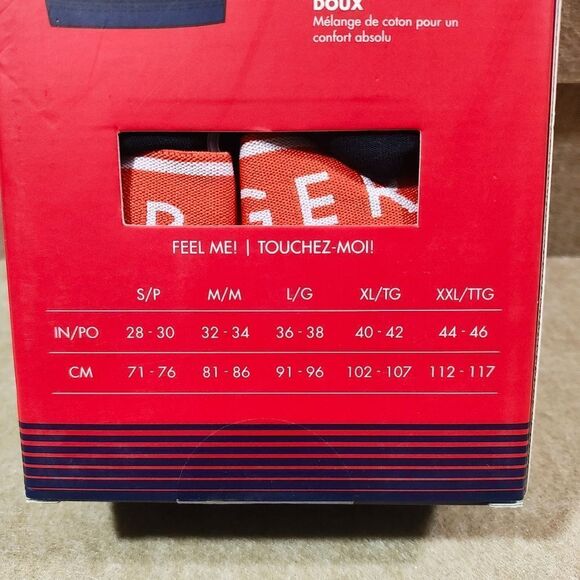 DOUX
Mélange de coton pour un
confort absolu
GER
FEEL ME! | TOUCHEZ-MOI!
S/P M/M L/G XL/TG XXL/TTG
IN/PO 28 - 30 32 - 34 36 - 38 40 - 42 44 - 46
CM 71 - 76 81 - 86 91 - 96 102 - 107 112 - 117